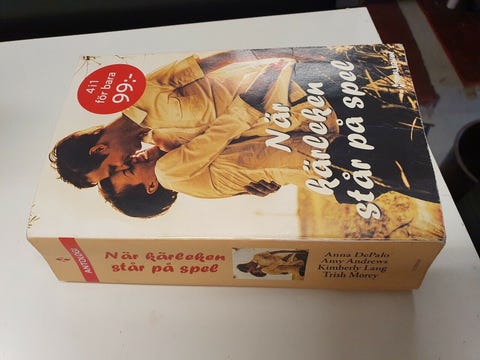 4 i 1
för bara
99:-
När
kärleken
står på spel
ANTOLOGI
När kärleken
står på spel
Anna DePalo
Amy Andrews
Kimberly Lang
Trish Morey